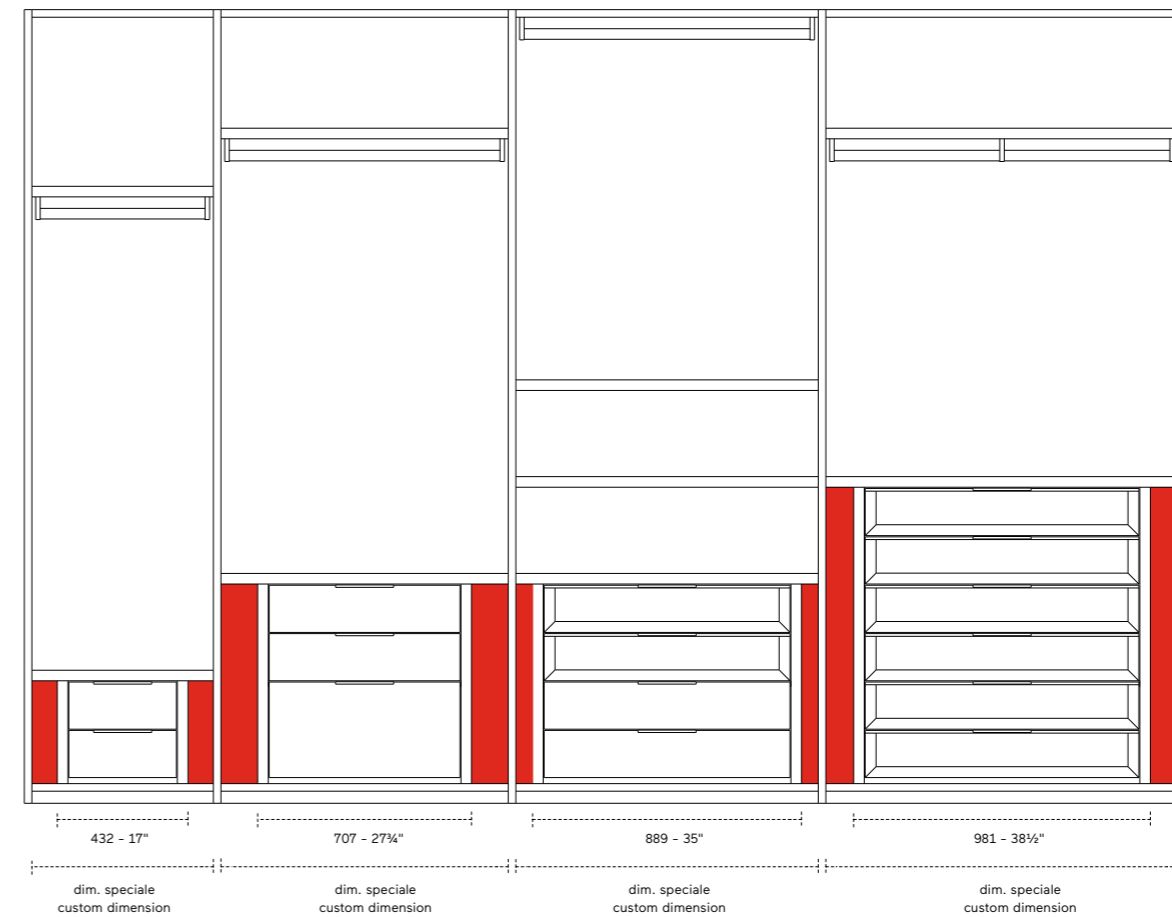 432 - 17"
707 - 27¾"
889 - 35"
981 - 38½"
dim. speciale
custom dimension
dim. speciale
custom dimension
dim. speciale
custom dimension
dim. speciale
custom dimension